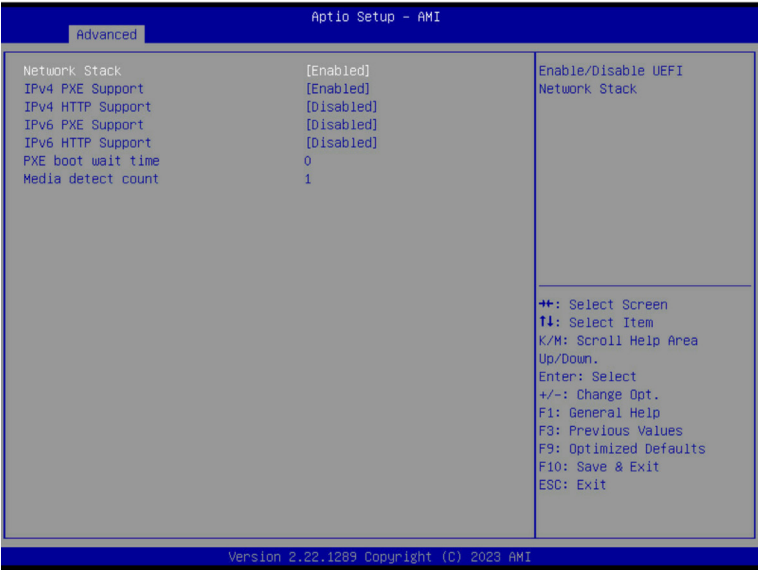 Aptio Setup – AMI
Advanced
Network Stack [Enabled]
IPv4 PXE Support [Enabled]
IPv4 HTTP Support [Disabled]
IPv6 PXE Support [Disabled]
IPv6 HTTP Support [Disabled]
PXE boot wait time 0
Media detect count 1
Enable/Disable UEFI
Network Stack
→←: Select Screen
↑↓: Select Item
K/M: Scroll Help Area
Up/Down.
Enter: Select
+/-: Change Opt.
F1: General Help
F3: Previous Values
F9: Optimized Defaults
F10: Save & Exit
ESC: Exit
Version 2.22.1289 Copyright (C) 2023 AMI